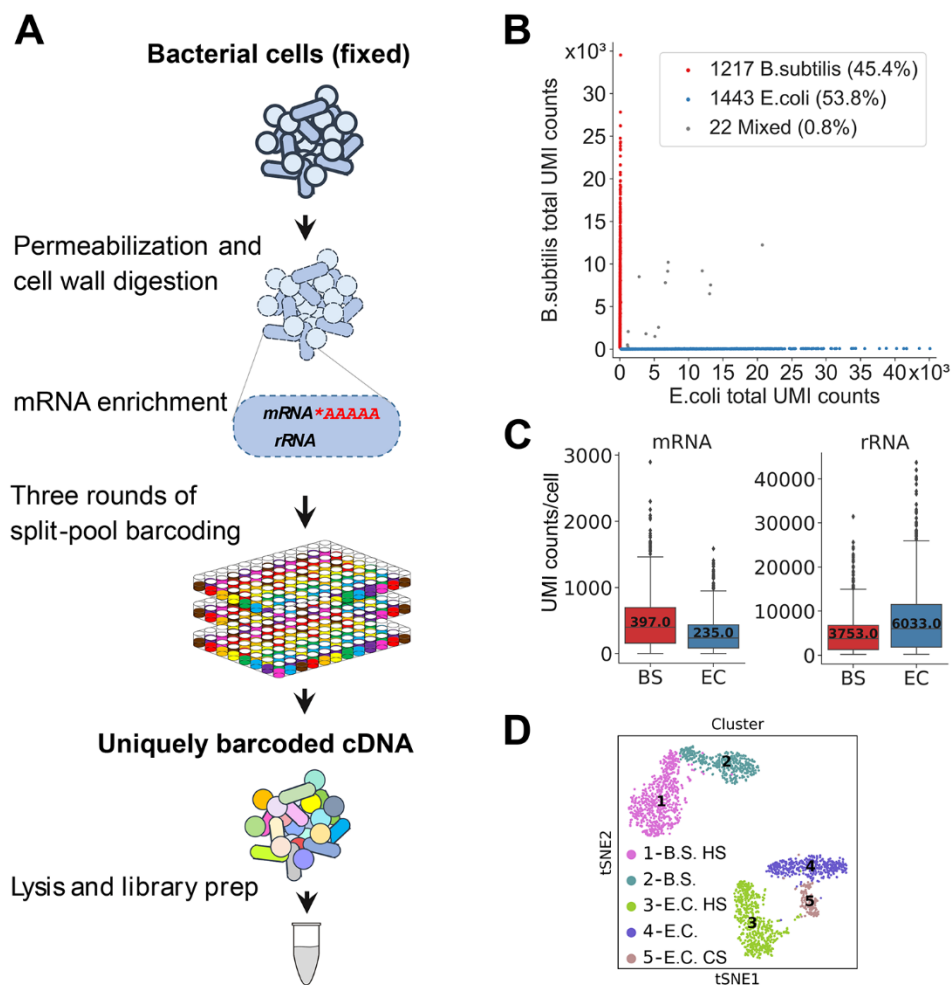 A
Bacterial cells (fixed)
Permeabilization and
cell wall digestion
mRNA enrichment
mRNA*AAAAA
rRNA
Three rounds of
split-pool barcoding
Uniquely barcoded cDNA
Lysis and library prep
B
x10³
30
25
20
15
10
5
0
B.subtilis total UMI counts
1217 B.subtilis (45.4%)
1443 E.coli (53.8%)
22 Mixed (0.8%)
0 5 10 15 20 25 30 35 40x10³
E.coli total UMI counts
C
mRNA
UMI counts/cell
3000
2000
1000
0
397.0
235.0
BS EC
rRNA
40000
30000
20000
10000
0
3753.0
6033.0
BS EC
D
Cluster
tSNE2
1
2
3
4
5
1-B.S. HS
2-B.S.
3-E.C. HS
4-E.C.
5-E.C. CS
tSNE1